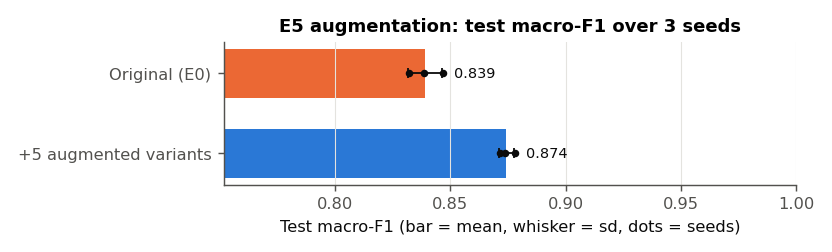 E5 augmentation: test macro-F1 over 3 seeds
Original (E0)
0.839
+5 augmented variants
0.874
0.80 0.85 0.90 0.95 1.00
Test macro-F1 (bar = mean, whisker = sd, dots = seeds)